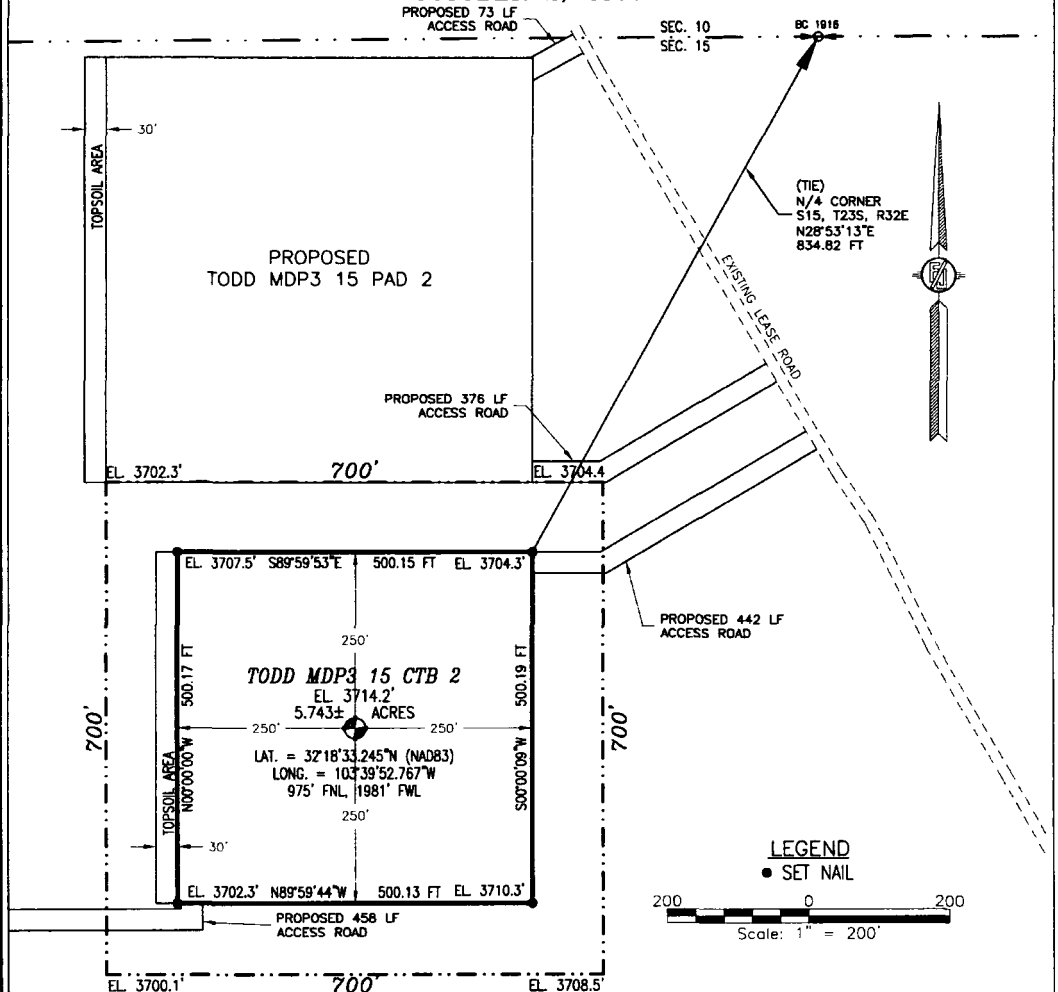 PROPOSED 73 LF
ACCESS ROAD
SEC. 10
SEC. 15
BC 1916
30'
TOPSOIL AREA
(TIE)
N/4 CORNER
S15, T23S, R32E
N28°53'13"E
834.82 FT
PROPOSED
TODD MDP3 15 PAD 2
EXISTING LEASE ROAD
PROPOSED 376 LF
ACCESS ROAD
EL. 3702.3'
700'
EL. 3704.4
EL. 3707.5'
S89°59'53"E
500.15 FT
EL. 3704.3'
PROPOSED 442 LF
ACCESS ROAD
250'
500.17 FT
500.19 FT
TODD MDP3 15 CTB 2
EL. 3714.2'
5.743± ACRES
250'
250'
700'
700'
LAT. = 32°18'33.245"N (NAD83)
LONG. = 103°39'52.767"W
975' FNL, 1981' FWL
N00°00'00"W
S00°00'09"W
250'
TOPSOIL AREA
30'
LEGEND
SET NAIL
EL. 3702.3'
N89°59'44"W
500.13 FT
EL. 3710.3'
200
0
200
Scale: 1" = 200'
PROPOSED 458 LF
ACCESS ROAD
EL. 3700.1'
700'
EL. 3708.5'